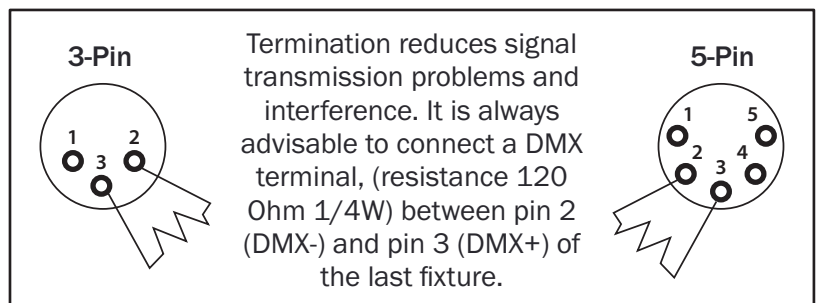 3-Pin
1
2
3
Termination reduces signal
transmission problems and
interference. It is always
advisable to connect a DMX
terminal, (resistance 120
Ohm 1/4W) between pin 2
(DMX-) and pin 3 (DMX+) of
the last fixture.
5-Pin
1
5
2
4
3